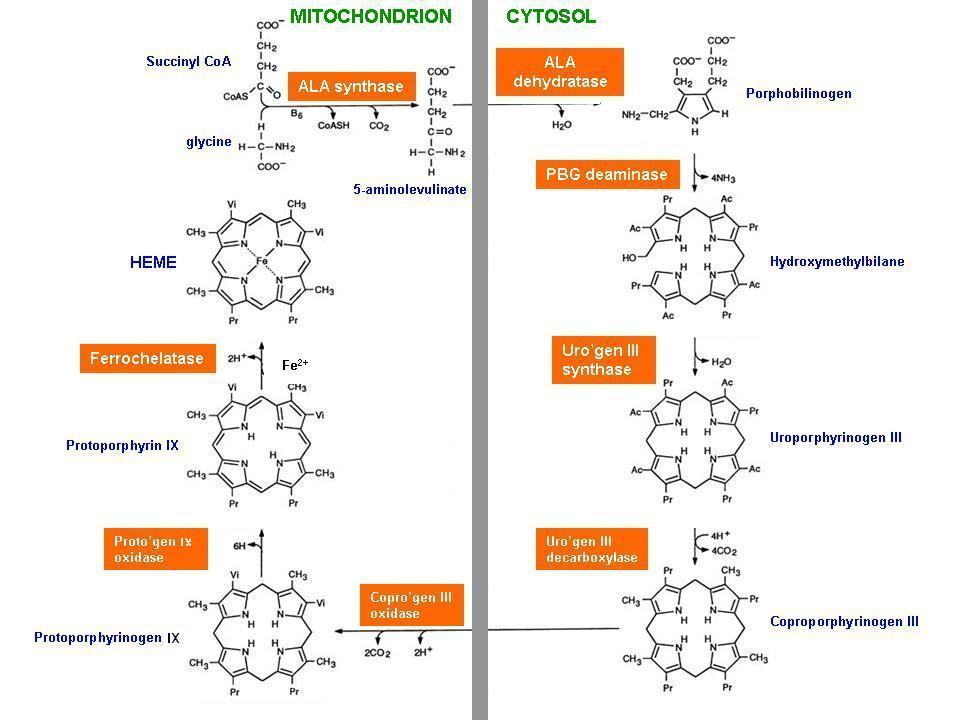 MITOCHONDRION
CYTOSOL
COO⁻
CH₂
CH₂
Succinyl CoA
C
CoAS
O
ALA synthase
B₆
CoASH
CO₂
H
glycine
H–C–NH₂
COO⁻
COO⁻
CH₂
CH₂
C=O
H–C–NH₂
H
5-aminolevulinate
ALA
dehydratase
H₂O
COO⁻
COO⁻ CH₂
CH₂ CH₂
NH₂–CH₂
N
H
H
Porphobilinogen
PBG deaminase
4NH₃
Pr Ac
Ac Pr
N N
H H
HO
H H
N N
Pr Ac
Ac Pr
Hydroxymethylbilane
Uro'gen III
synthase
H₂O
Pr Ac
Ac Pr
N N
H H
H H
N N
Ac Ac
Pr Pr
Uroporphyrinogen III
Uro'gen III
decarboxylase
4H⁺
4CO₂
Pr CH₃
CH₃ Pr
N N
H H
H H
N N
CH₃ CH₃
Pr Pr
Coproporphyrinogen III
Copro'gen III
oxidase
2CO₂
2H⁺
Vi CH₃
CH₃ Vi
N N
H H
H H
N N
CH₃ CH₃
Pr Pr
Protoporphyrinogen IX
Proto'gen IX
oxidase
6H
Vi CH₃
CH₃ Vi
N N
H
H
N N
CH₃ CH₃
Pr Pr
Protoporphyrin IX
Ferrochelatase
2H⁺
Fe²⁺
Vi CH₃
CH₃ Vi
N N
Fe
N N
CH₃ CH₃
Pr Pr
HEME